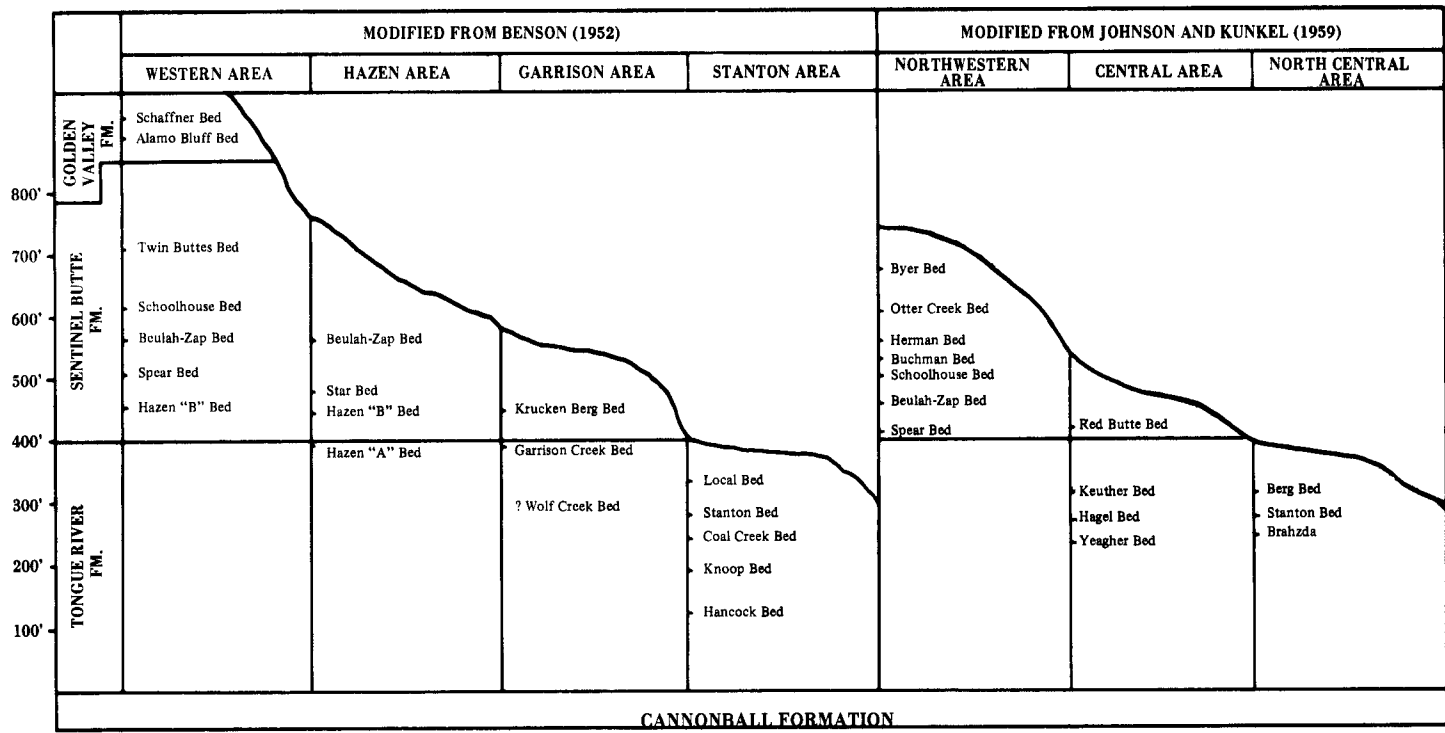 MODIFIED FROM BENSON (1952)
MODIFIED FROM JOHNSON AND KUNKEL (1959)
WESTERN AREA
HAZEN AREA
GARRISON AREA
STANTON AREA
NORTHWESTERN
AREA
CENTRAL AREA
NORTH CENTRAL
AREA
GOLDEN
VALLEY
FM.
SENTINEL BUTTE
FM.
TONGUE RIVER
FM.
800'
700'
600'
500'
400'
300'
200'
100'
Schaffner Bed
Alamo Bluff Bed
Twin Buttes Bed
Schoolhouse Bed
Beulah-Zap Bed
Spear Bed
Hazen "B" Bed
Beulah-Zap Bed
Star Bed
Hazen "B" Bed
Hazen "A" Bed
Krucken Berg Bed
Garrison Creek Bed
? Wolf Creek Bed
Local Bed
Stanton Bed
Coal Creek Bed
Knoop Bed
Hancock Bed
Byer Bed
Otter Creek Bed
Herman Bed
Buchman Bed
Schoolhouse Bed
Beulah-Zap Bed
Spear Bed
Red Butte Bed
Keuther Bed
Hagel Bed
Yeagher Bed
Berg Bed
Stanton Bed
Brahzda
CANNONBALL FORMATION